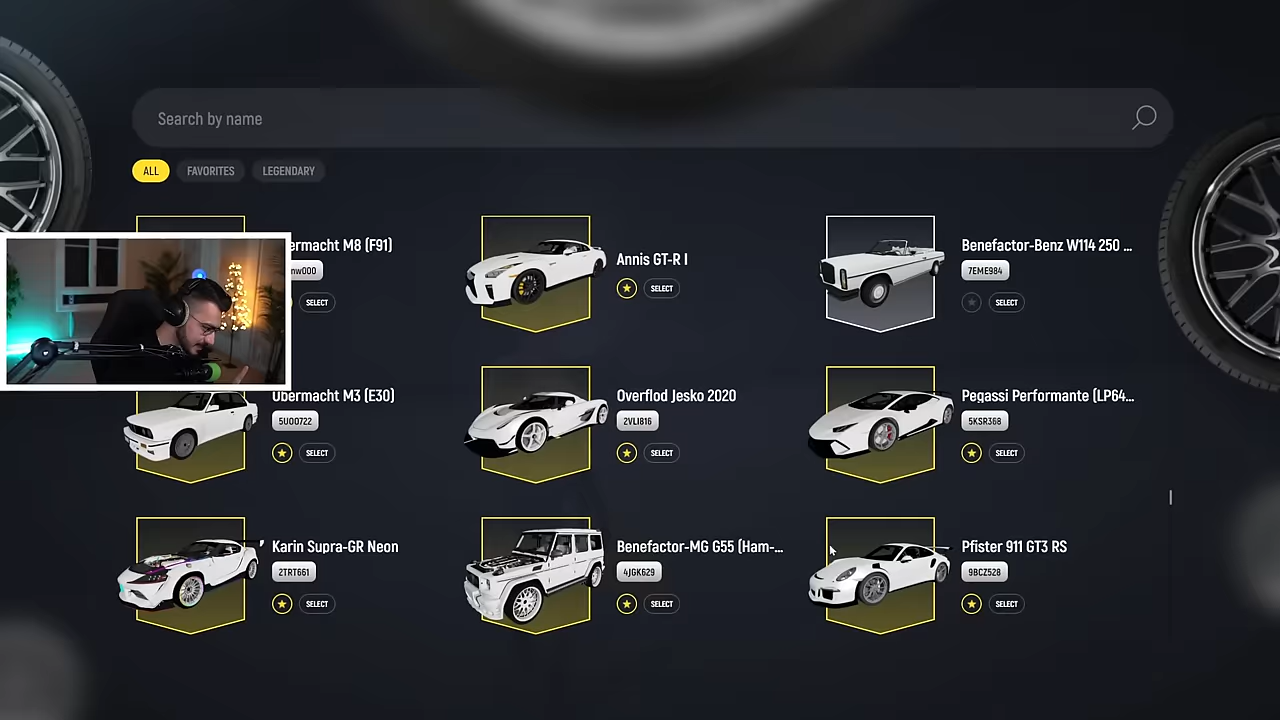 Search by name
ALL
FAVORITES
LEGENDARY
ermacht M8 (F91)
nw000
SELECT
Annis GT-R I
SELECT
Benefactor-Benz W114 250 ...
7EME984
SELECT
Ubermacht M3 (E30)
5UO0722
SELECT
Overflod Jesko 2020
2VLI816
SELECT
Pegassi Performante (LP64...
5KSR368
SELECT
Karin Supra-GR Neon
2TRT661
SELECT
Benefactor-MG G55 (Ham-...
4JGK629
SELECT
Pfister 911 GT3 RS
9BCZ528
SELECT